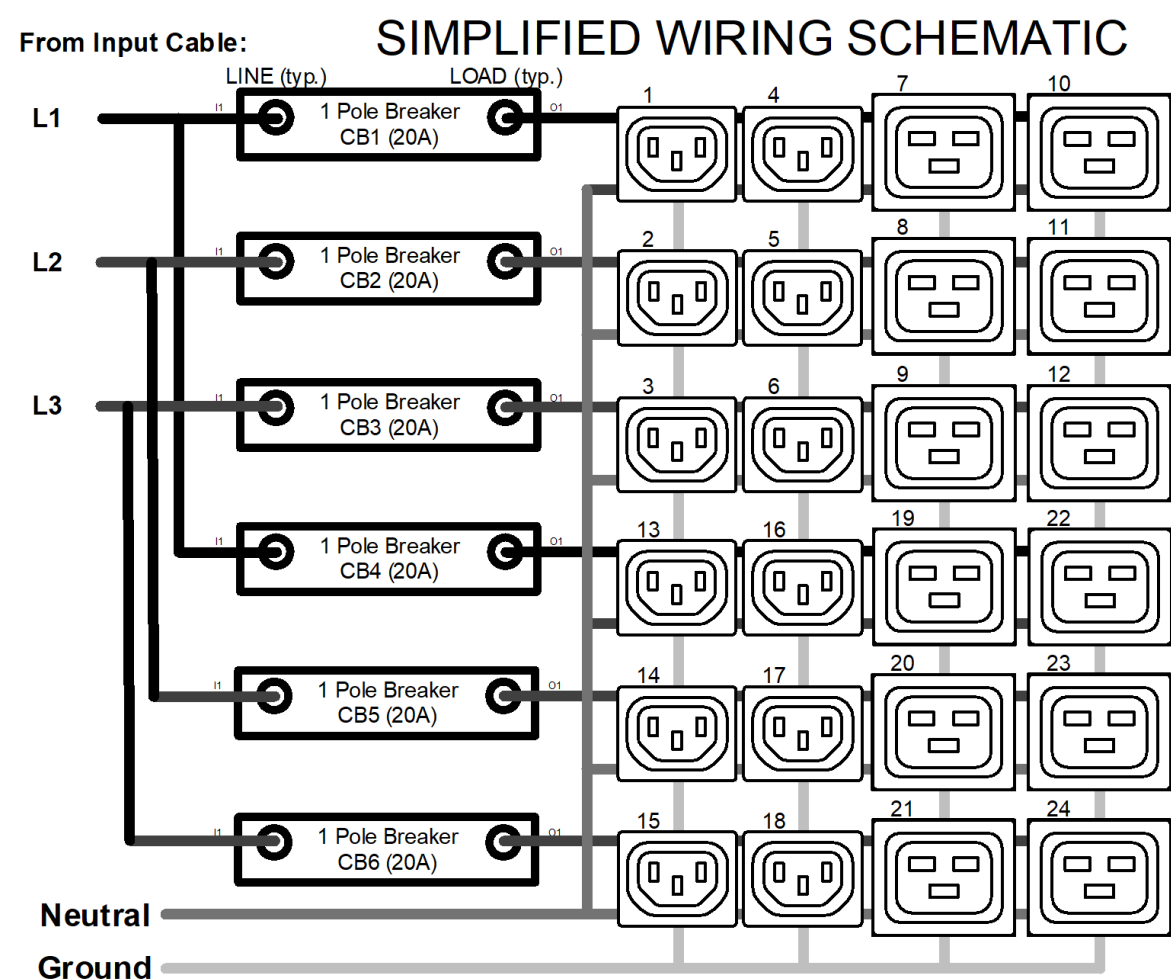 SIMPLIFIED WIRING SCHEMATIC
From Input Cable:
LINE (typ.) LOAD (typ.)
L1 I1 1 Pole Breaker O1 1 4 7 10
CB1 (20A)
L2 I1 1 Pole Breaker O1 2 5 8 11
CB2 (20A)
L3 I1 1 Pole Breaker O1 3 6 9 12
CB3 (20A)
I1 1 Pole Breaker O1 13 16 19 22
CB4 (20A)
I1 1 Pole Breaker O1 14 17 20 23
CB5 (20A)
I1 1 Pole Breaker O1 15 18 21 24
CB6 (20A)
Neutral
Ground